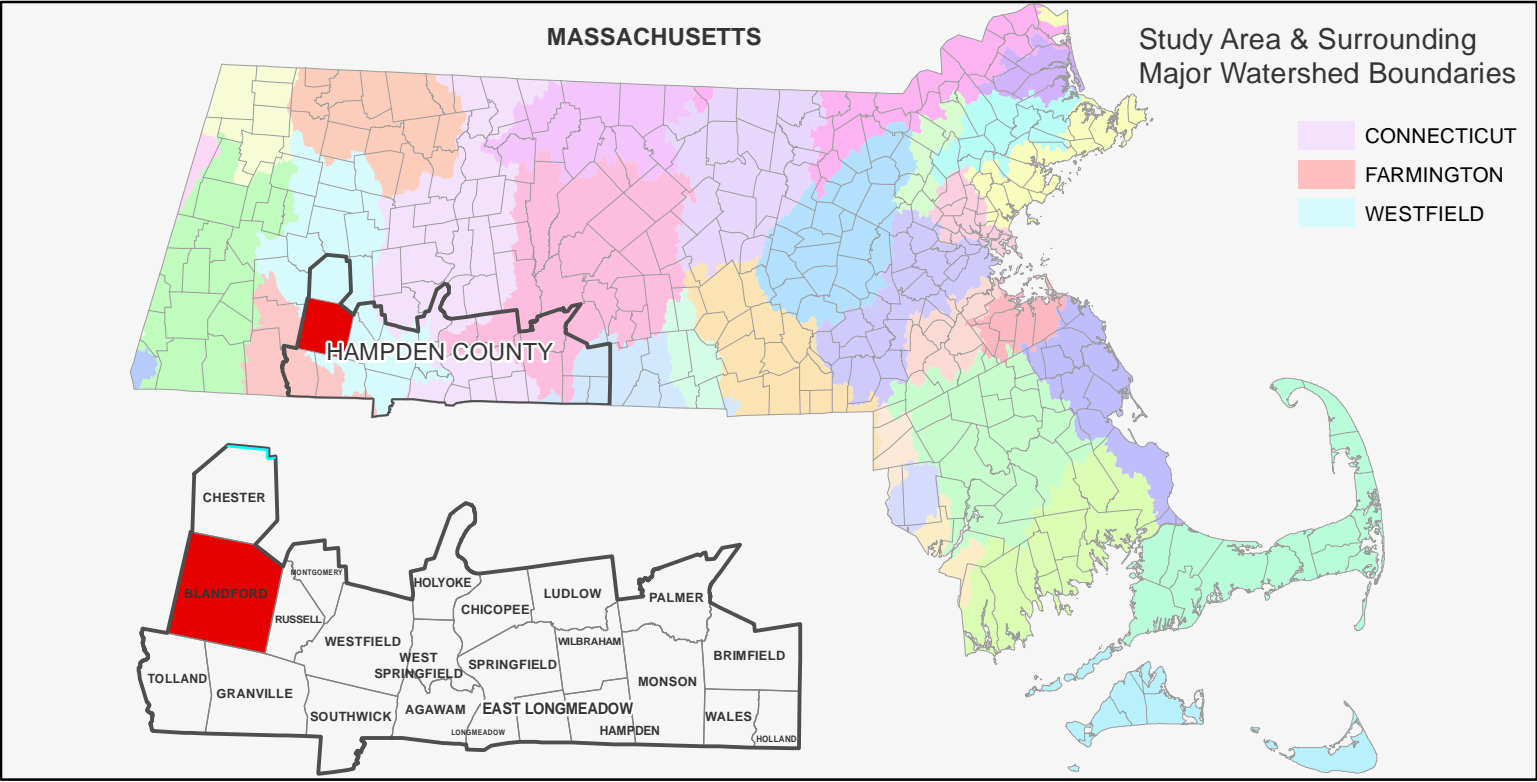 MASSACHUSETTS
Study Area & Surrounding
Major Watershed Boundaries
CONNECTICUT
FARMINGTON
WESTFIELD
HAMPDEN COUNTY
CHESTER
BLANDFORD
MONTGOMERY
RUSSELL
HOLYOKE
CHICOPEE
LUDLOW
PALMER
WESTFIELD
WEST
SPRINGFIELD
SPRINGFIELD
WILBRAHAM
BRIMFIELD
TOLLAND
GRANVILLE
MONSON
SOUTHWICK
AGAWAM
EAST LONGMEADOW
LONGMEADOW
HAMPDEN
WALES
HOLLAND